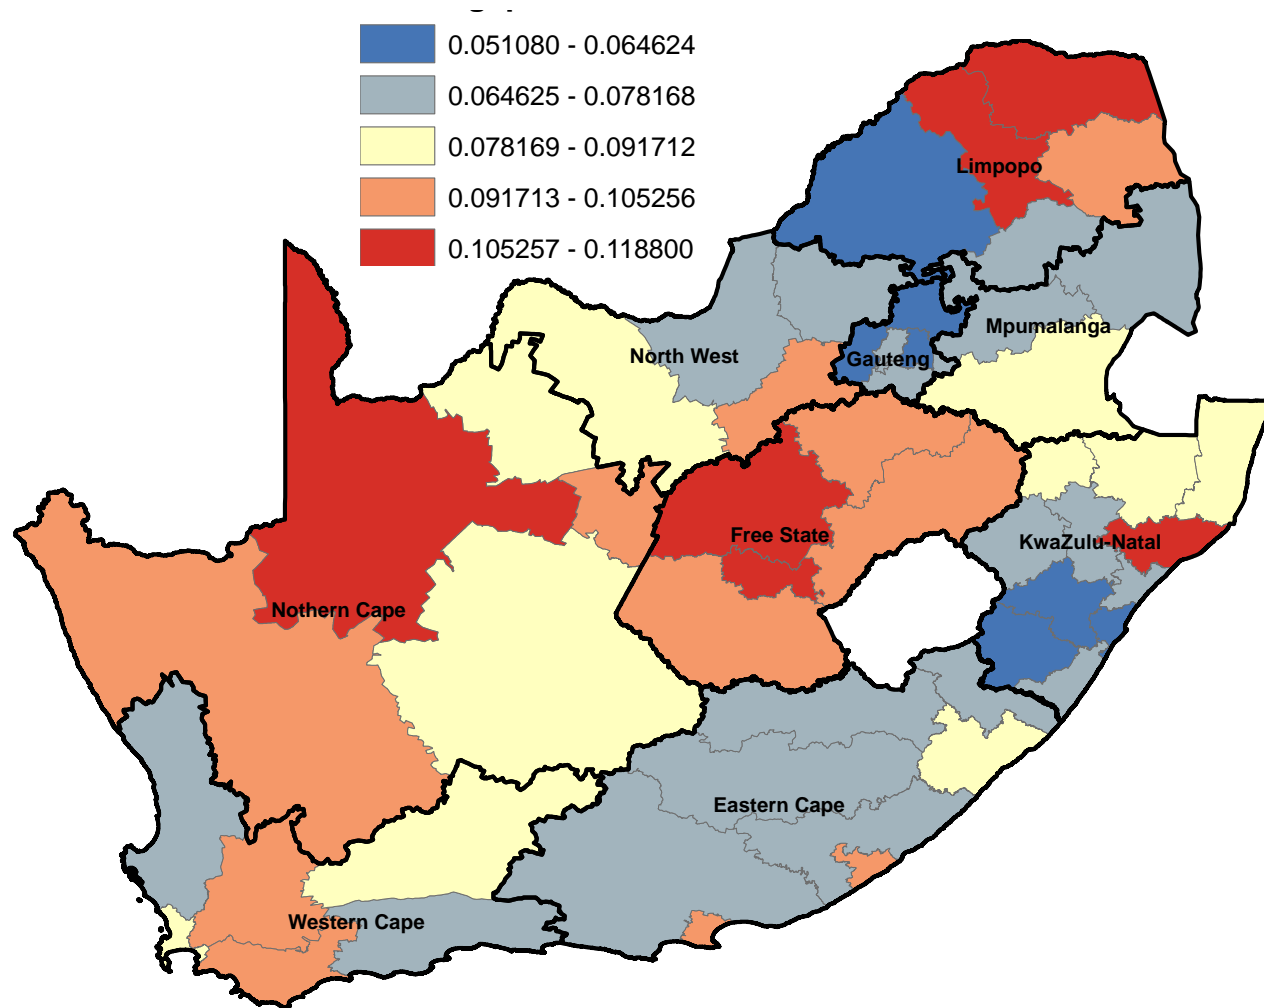 0.051080 - 0.064624
0.064625 - 0.078168
0.078169 - 0.091712
0.091713 - 0.105256
0.105257 - 0.118800
Limpopo
Mpumalanga
North West
Gauteng
Free State
KwaZulu-Natal
Nothern Cape
Eastern Cape
Western Cape